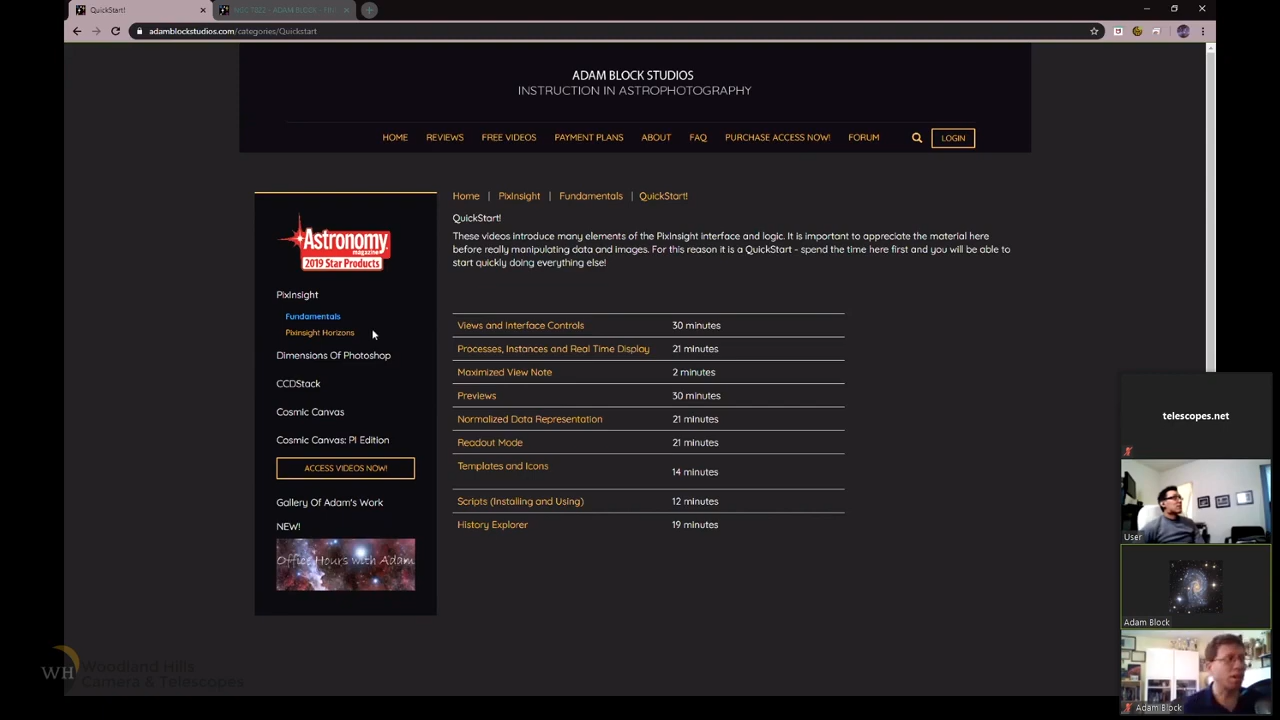 QuickStart!
NGC 7822 - ADAM BLOCK - FIN
adamblockstudios.com/categories/Quickstart
ADAM BLOCK STUDIOS
INSTRUCTION IN ASTROPHOTOGRAPHY
HOME REVIEWS FREE VIDEOS PAYMENT PLANS ABOUT FAQ PURCHASE ACCESS NOW! FORUM LOGIN
Astronomy
magazine
2019 Star Products
PixInsight
Fundamentals
PixInsight Horizons
Dimensions Of Photoshop
CCDStack
Cosmic Canvas
Cosmic Canvas: PI Edition
ACCESS VIDEOS NOW!
Gallery Of Adam's Work
NEW!
Office Hours with Adam
Home | PixInsight | Fundamentals | QuickStart!
QuickStart!
These videos introduce many elements of the PixInsight interface and logic. It is important to appreciate the material here
before really manipulating data and images. For this reason it is a QuickStart - spend the time here first and you will be able to
start quickly doing everything else!
Views and Interface Controls 30 minutes
Processes, Instances and Real Time Display 21 minutes
Maximized View Note 2 minutes
Previews 30 minutes
Normalized Data Representation 21 minutes
Readout Mode 21 minutes
Templates and Icons 14 minutes
Scripts (Installing and Using) 12 minutes
History Explorer 19 minutes
telescopes.net
User
Adam Block
Adam Block
WH Woodland Hills
Camera & Telescopes